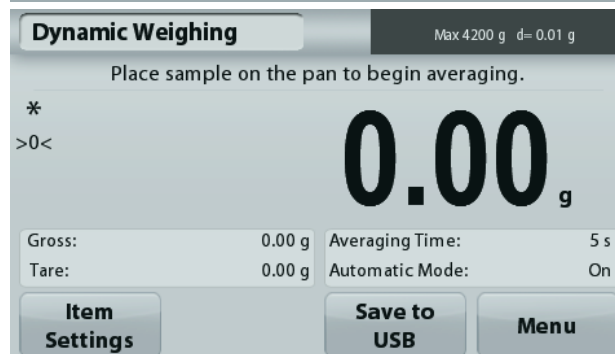 Dynamic Weighing
Max 4200 g d= 0.01 g
Place sample on the pan to begin averaging.
*
>0<
0.00 g
Gross: 0.00 g
Tare: 0.00 g
Averaging Time: 5 s
Automatic Mode: On
Item
Settings
Save to
USB
Menu